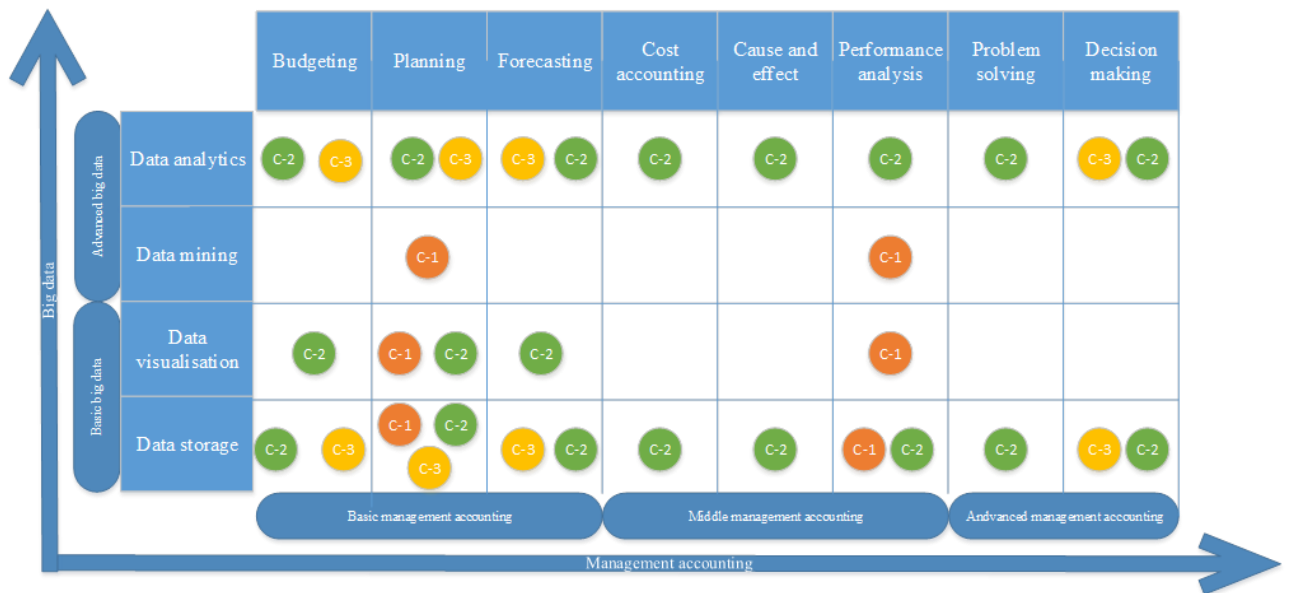 Budgeting
Planning
Forecasting
Cost
accounting
Cause and
effect
Performance
analysis
Problem
solving
Decision
making
Big data
Advanced big data
Data analytics
C-2
C-3
C-2
C-3
C-3
C-2
C-2
C-2
C-2
C-2
C-3
C-2
Data mining
C-1
C-1
Basic big data
Data
visualisation
C-2
C-1
C-2
C-2
C-1
Data storage
C-2
C-3
C-1
C-2
C-3
C-3
C-2
C-2
C-2
C-1
C-2
C-2
C-3
C-2
Basic management accounting
Middle management accounting
Andvanced management accounting
Management accounting